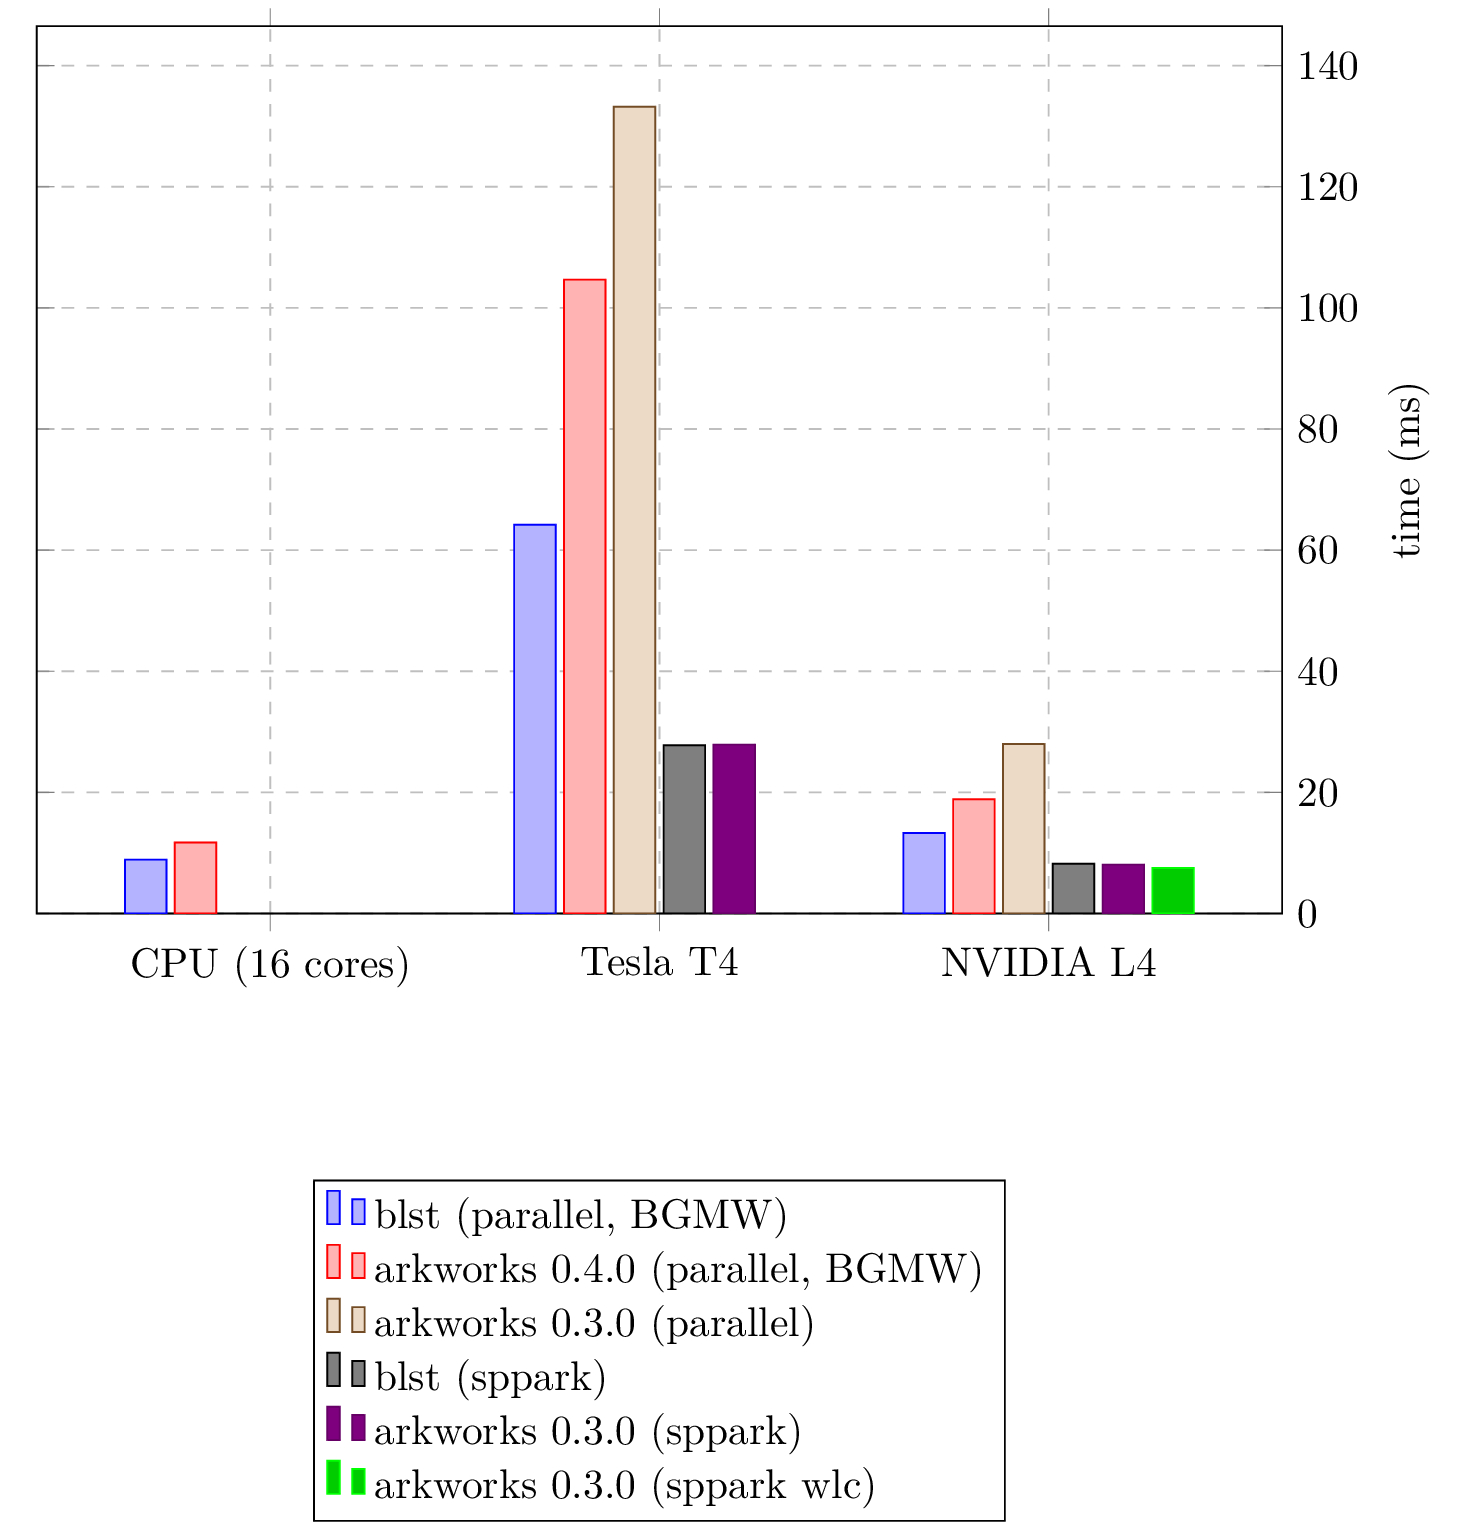 140
120
100
80
60
40
20
0
time (ms)
CPU (16 cores)
Tesla T4
NVIDIA L4
blst (parallel, BGMW)
arkworks 0.4.0 (parallel, BGMW)
arkworks 0.3.0 (parallel)
blst (sppark)
arkworks 0.3.0 (sppark)
arkworks 0.3.0 (sppark wlc)